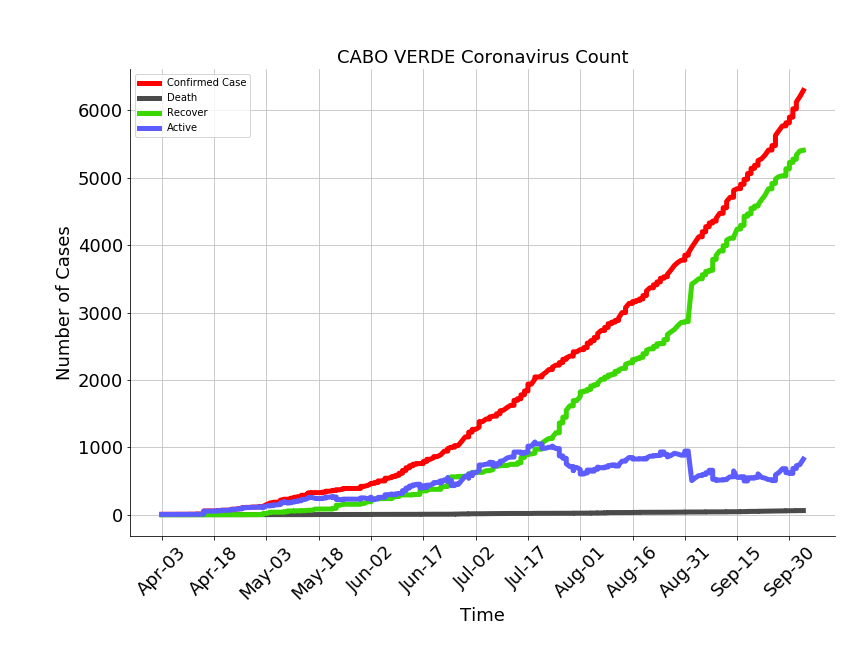 CABO VERDE Coronavirus Count
Confirmed Case
Death
Recover
Active
Number of Cases
6000
5000
4000
3000
2000
1000
0
Apr-03
Apr-18
May-03
May-18
Jun-02
Jun-17
Jul-02
Jul-17
Aug-01
Aug-16
Aug-31
Sep-15
Sep-30
Time